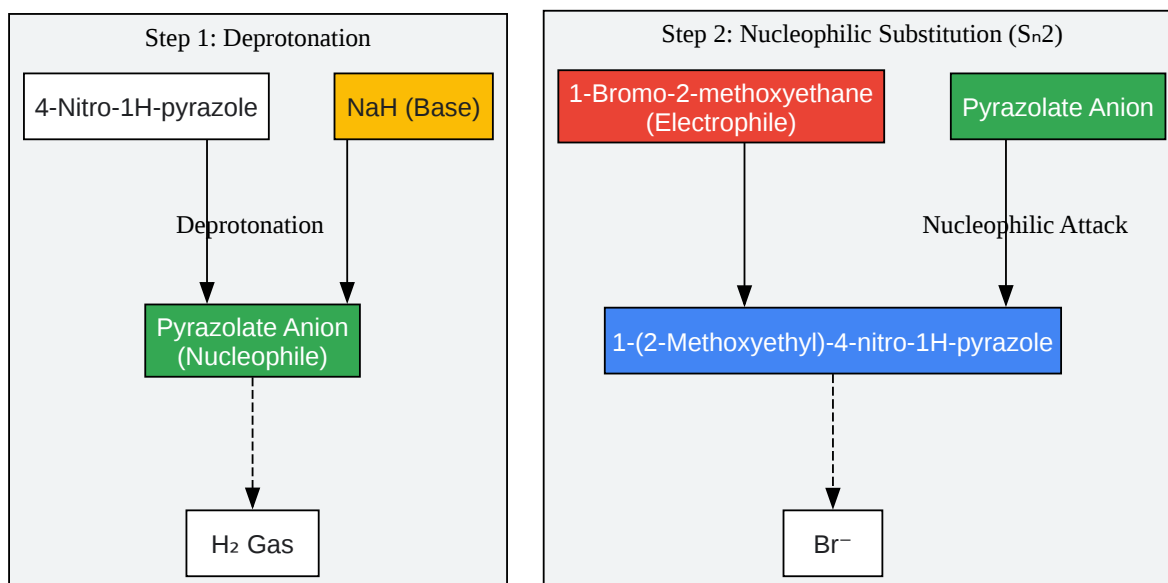 Step 1: Deprotonation
4-Nitro-1H-pyrazole
NaH (Base)
Deprotonation
Pyrazolate Anion
(Nucleophile)
H₂ Gas
Step 2: Nucleophilic Substitution (Sₙ2)
1-Bromo-2-methoxyethane
(Electrophile)
Pyrazolate Anion
Nucleophilic Attack
1-(2-Methoxyethyl)-4-nitro-1H-pyrazole
Br⁻